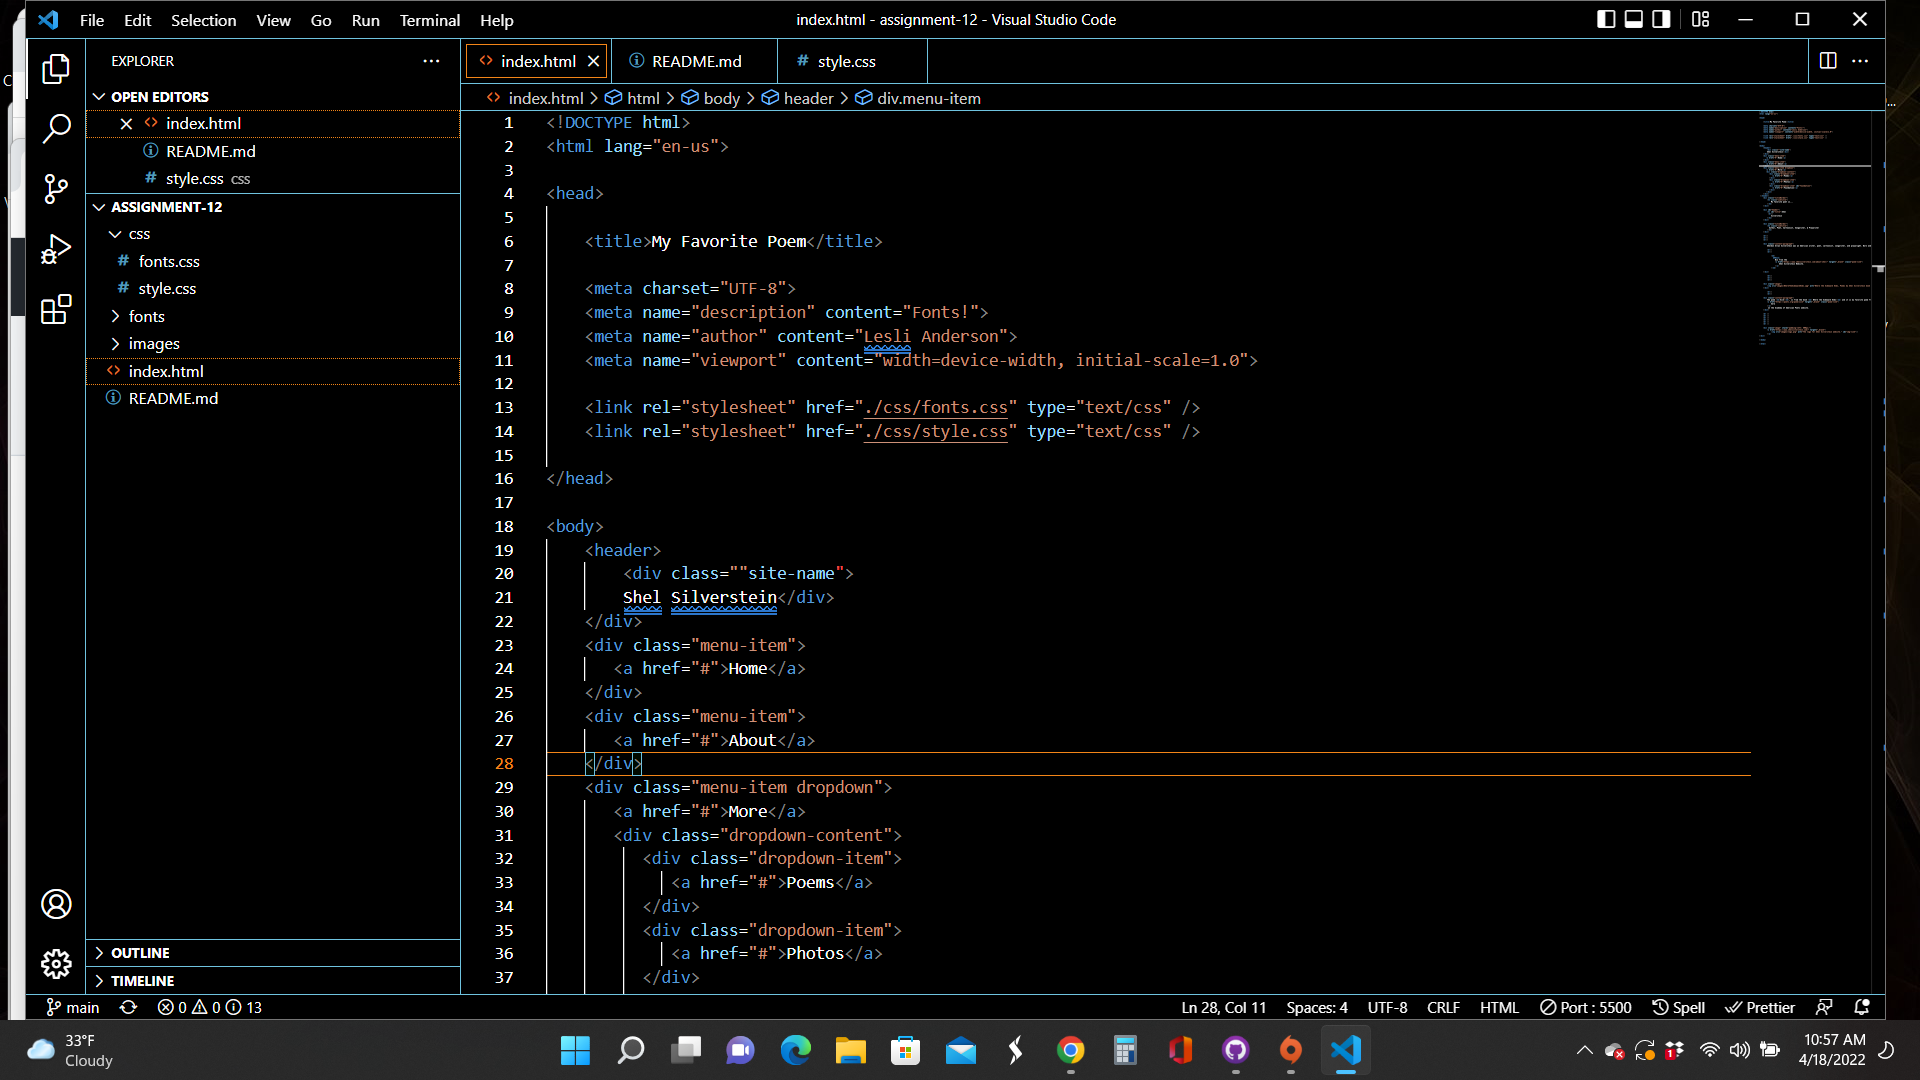 File Edit Selection View Go Run Terminal Help
index.html - assignment-12 - Visual Studio Code
EXPLORER
OPEN EDITORS
index.html
README.md
style.css css
ASSIGNMENT-12
css
fonts.css
style.css
fonts
images
index.html
README.md
OUTLINE
TIMELINE
index.html README.md style.css
index.html > html > body > header > div.menu-item
1 <!DOCTYPE html>
2 <html lang="en-us">
3
4 <head>
5
6 <title>My Favorite Poem</title>
7
8 <meta charset="UTF-8">
9 <meta name="description" content="Fonts!">
10 <meta name="author" content="Lesli Anderson">
11 <meta name="viewport" content="width=device-width, initial-scale=1.0">
12
13 <link rel="stylesheet" href="./css/fonts.css" type="text/css" />
14 <link rel="stylesheet" href="./css/style.css" type="text/css" />
15
16 </head>
17
18 <body>
19 <header>
20 <div class=""site-name">
21 Shel Silverstein</div>
22 </div>
23 <div class="menu-item">
24 <a href="#">Home</a>
25 </div>
26 <div class="menu-item">
27 <a href="#">About</a>
28 </div>
29 <div class="menu-item dropdown">
30 <a href="#">More</a>
31 <div class="dropdown-content">
32 <div class="dropdown-item">
33 <a href="#">Poems</a>
34 </div>
35 <div class="dropdown-item">
36 <a href="#">Photos</a>
37 </div>
main 0 0 13
Ln 28, Col 11 Spaces: 4 UTF-8 CRLF HTML Port : 5500 Spell Prettier
33°F
Cloudy
10:57 AM
4/18/2022